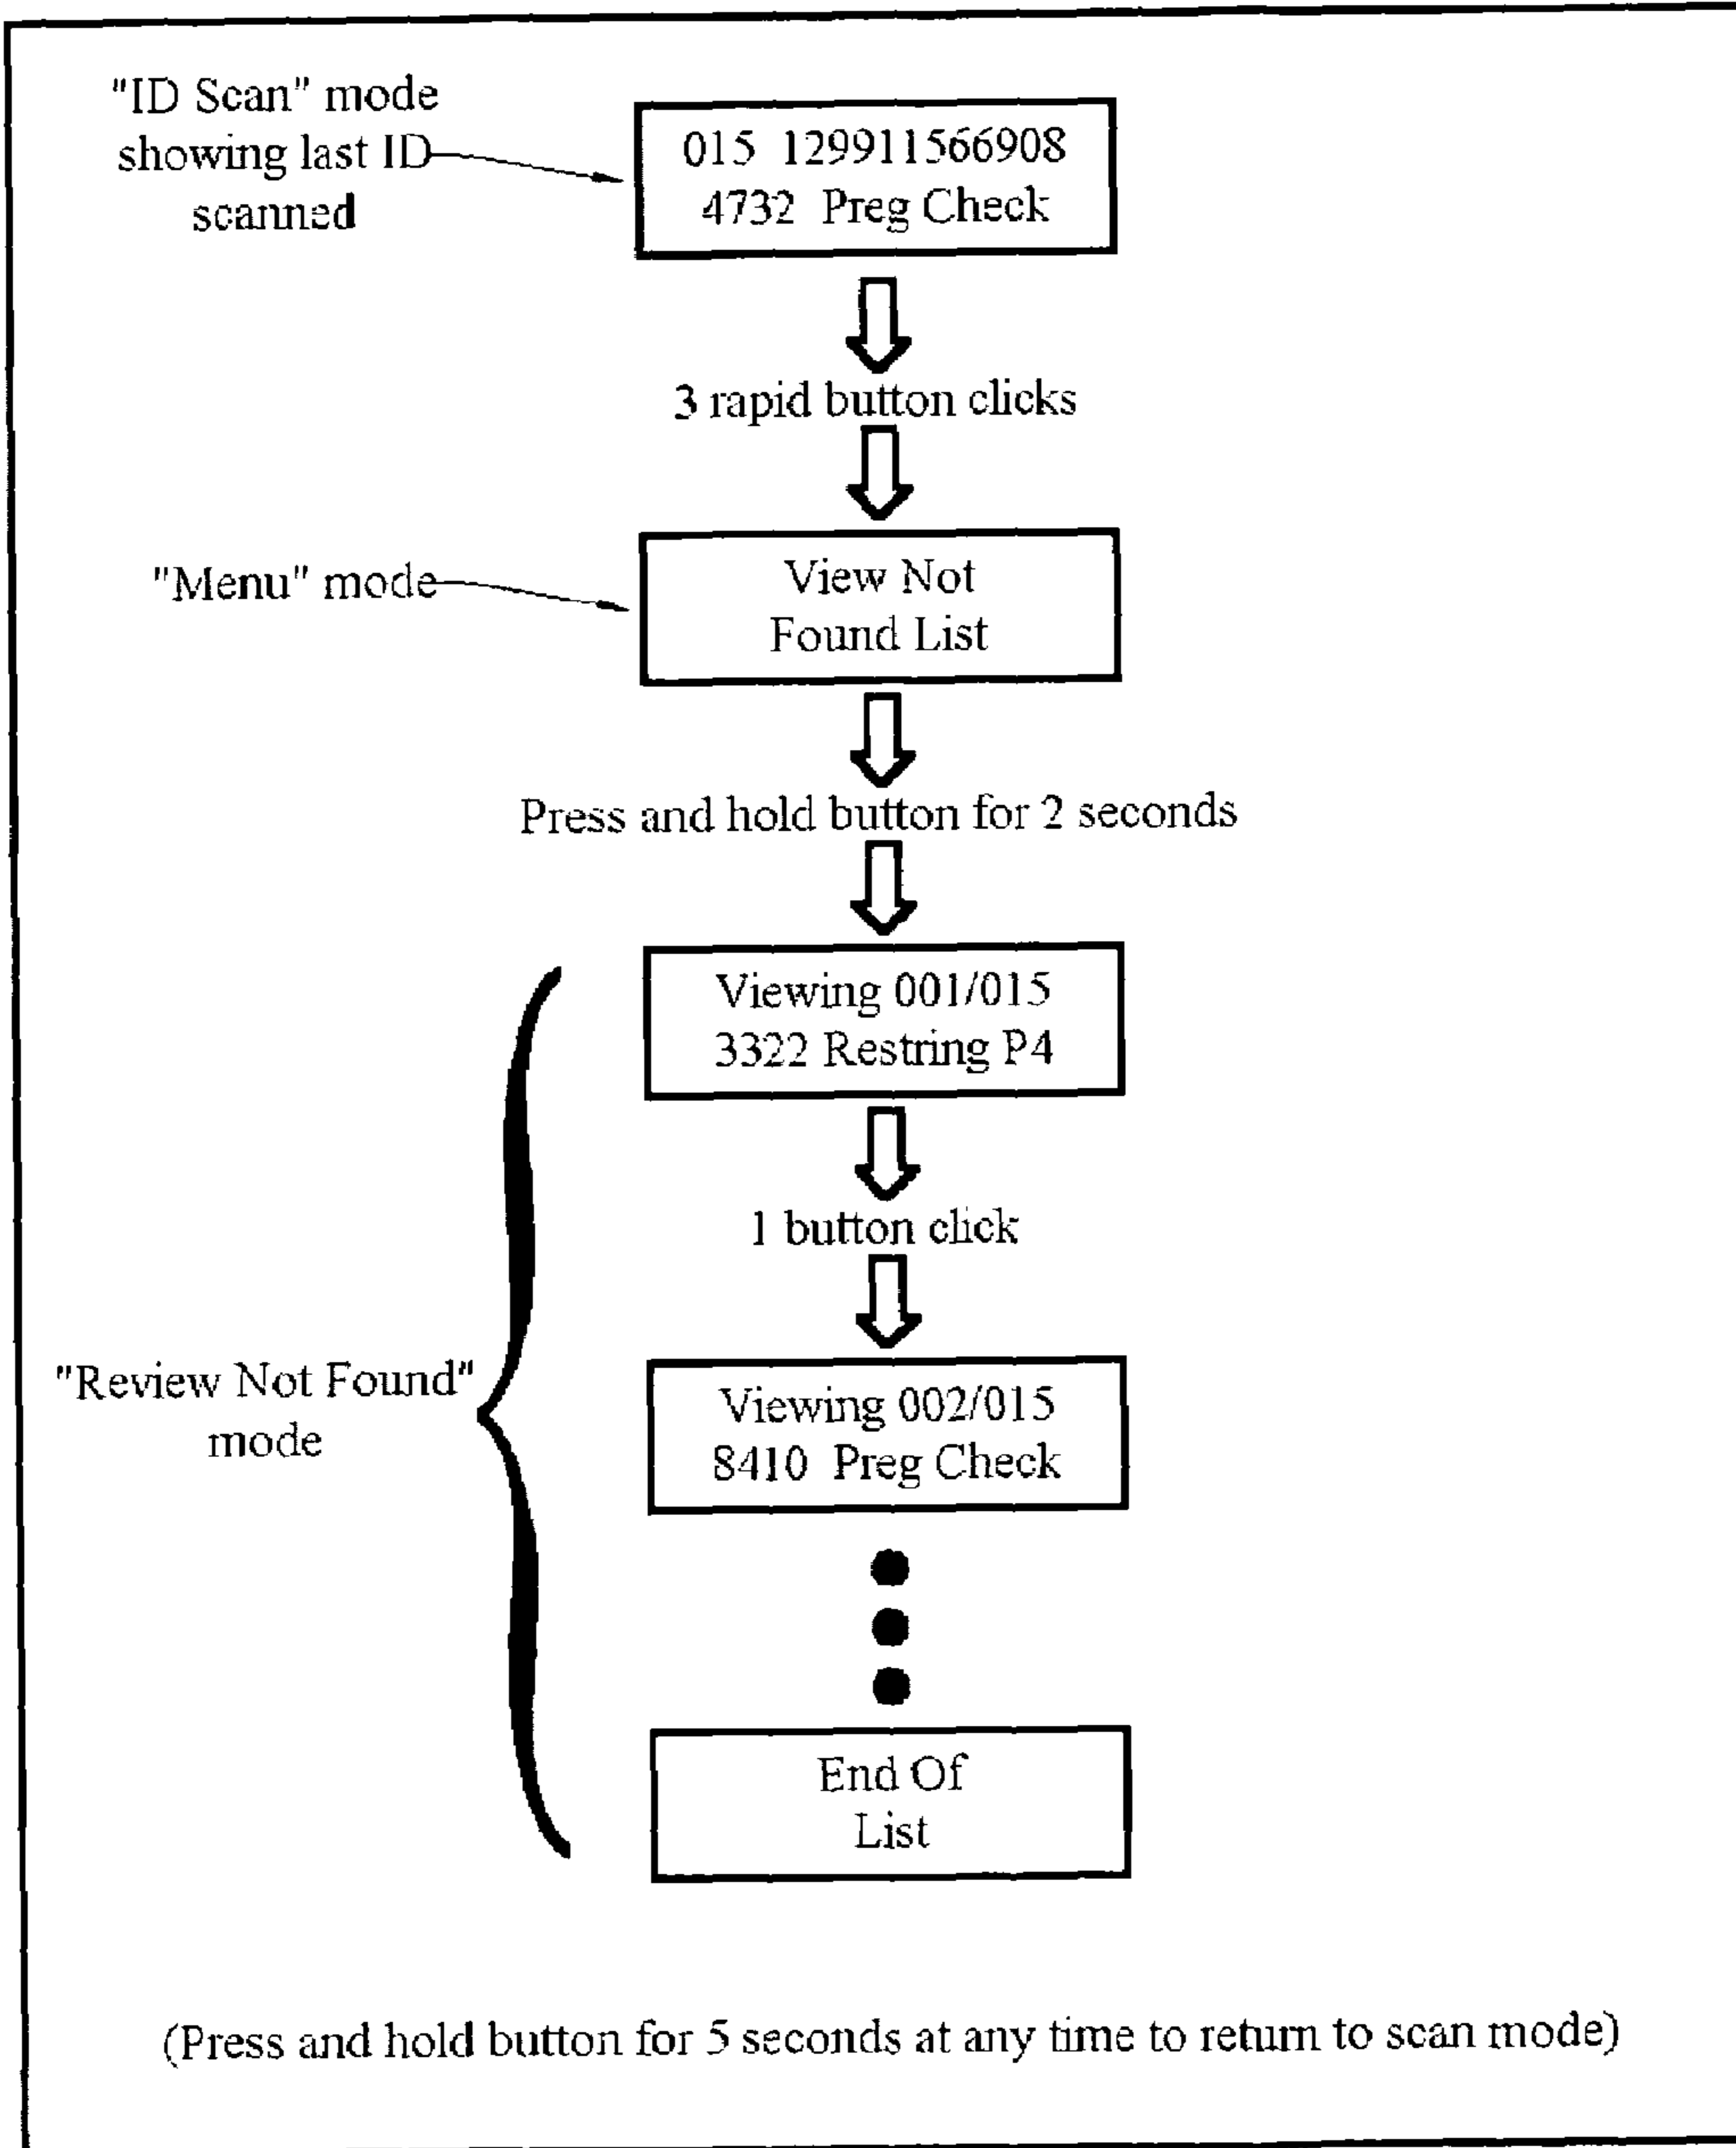 "ID Scan" mode
showing last ID
scanned
015 129911566908
4732 Preg Check
3 rapid button clicks
"Menu" mode
View Not
Found List
Press and hold button for 2 seconds
Viewing 001/015
3322 Restring P4
1 button click
"Review Not Found"
mode
Viewing 002/015
8410 Preg Check
End Of
List
(Press and hold button for 5 seconds at any time to return to scan mode)